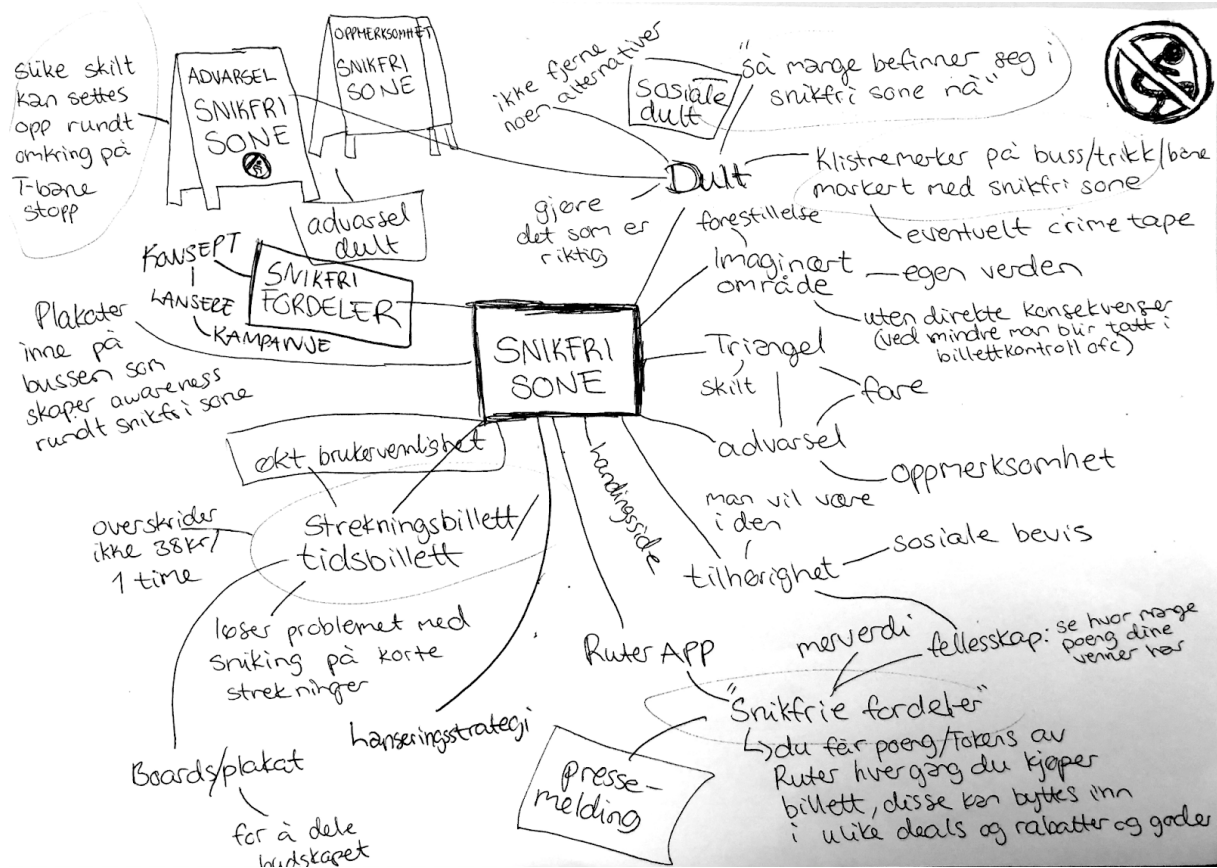 slike skilt
kan settes
opp rundt
omkring på
T-bane
stopp
ADVARSEL
SNIKFRI
SONE
OPPMERKSOMHET
SNIKFRI
SONE
advarsel
dult
ikke fjerne
noen alternativer
sosiale
dult
"så mange befinner seg i
snikfri sone nå"
Dult
Klistremerker på buss/trikk/bane
markert med snikfri sone
eventuelt crime tape
gjøre
det som er
riktig
forestillelse
Imaginært
område
egen verden
uten direkte konsekvenser
(ved mindre man blir tatt i
billettkontroll ofc)
KONSEPT
LANSERE
KAMPANJE
SNIKFRI
FORDELER
Plakater
inne på
bussen som
skaper awareness
rundt snikfri sone
SNIKFRI
SONE
Triangel
skilt
fare
advarsel
oppmerksomhet
økt brukervennlighet
strekningsbillett/
tidsbillett
overskrider
ikke 38kr/
1 time
løser problemet med
sniking på korte
strekninger
Boards/plakat
for å dele
budskapet
lanseringsstrategi
landingsside
man vil være
i den
tilhørighet
sosiale bevis
fellesskap: se hvor mange
poeng dine
venner har
merverdi
Ruter APP
"Snikfrie fordeler"
du får poeng/Tokens av
Ruter hver gang du kjøper
billett, disse kan byttes inn
i ulike deals og rabatter og goder
presse-
melding